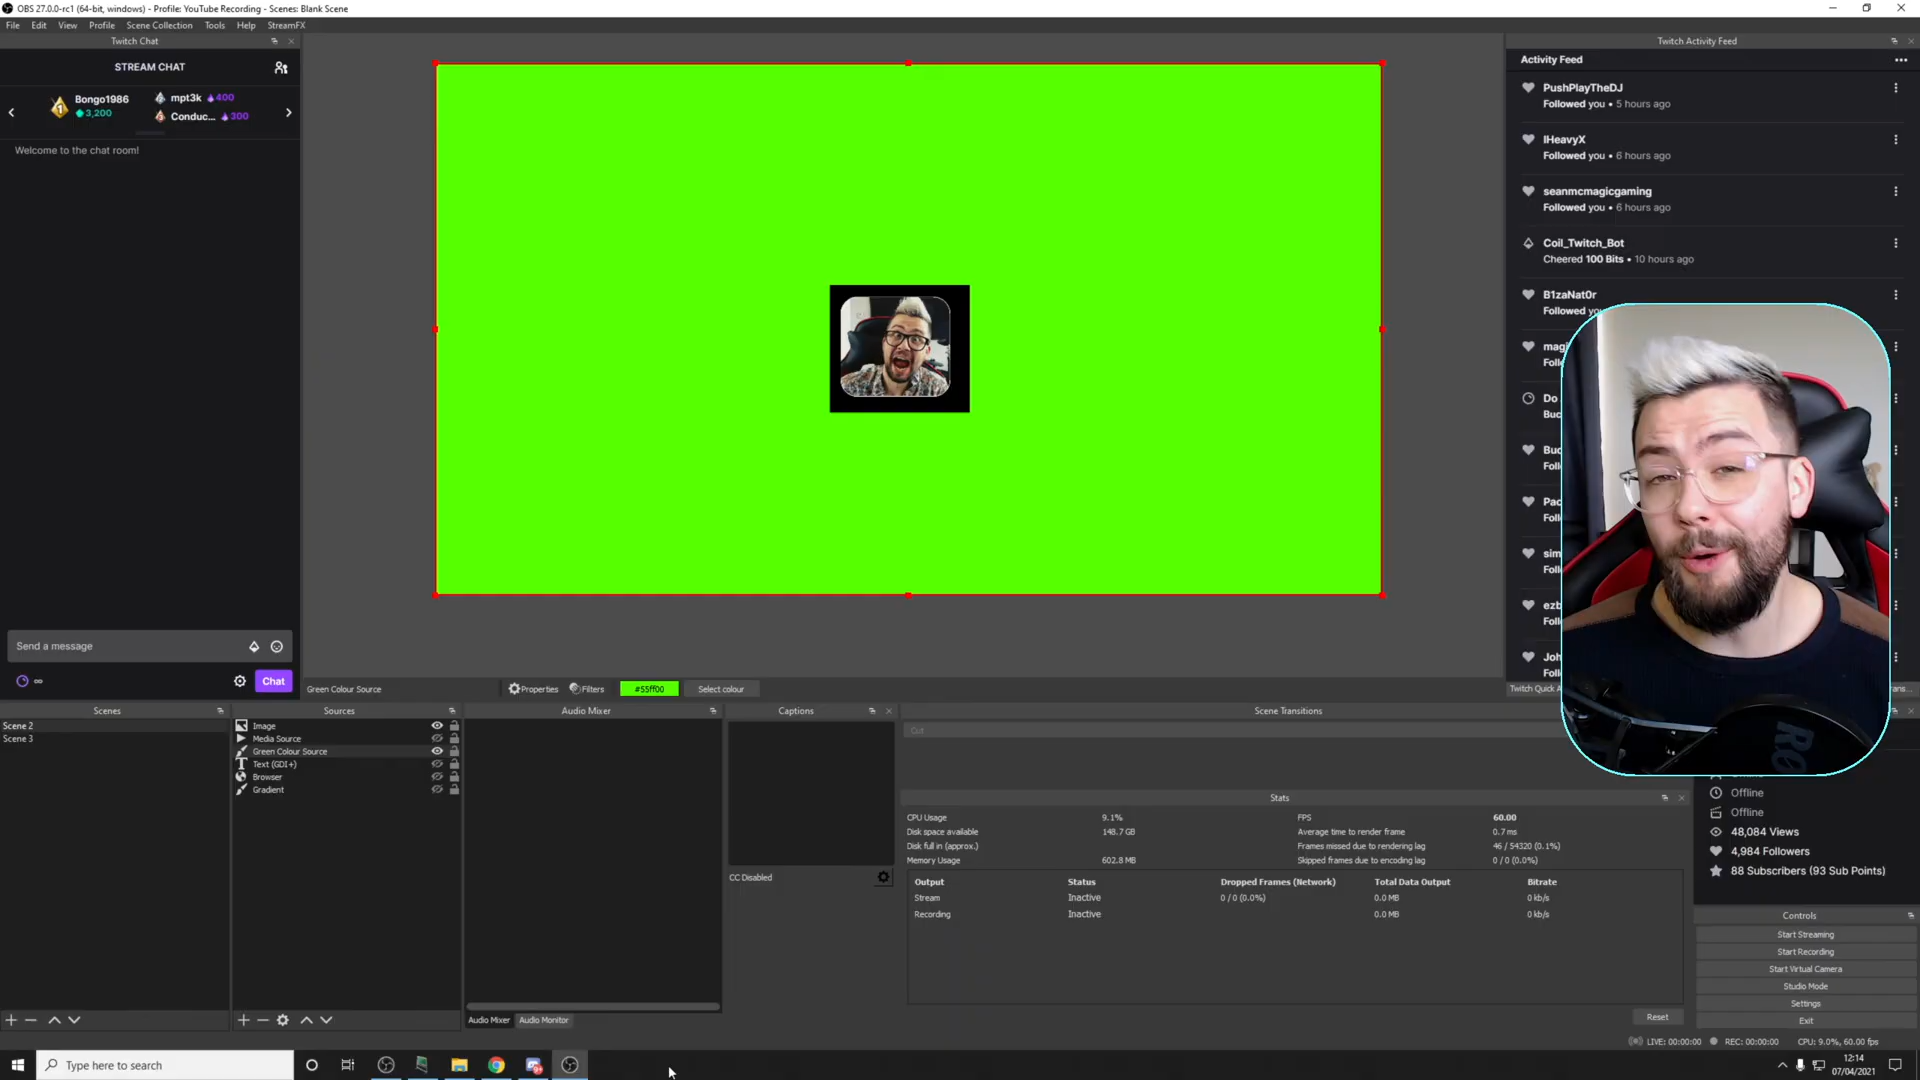 OBS 27.0.0-rc1 (64-bit, windows) - Profile: YouTube Recording - Scenes: Blank Scene
File Edit View Profile Scene Collection Tools Help StreamFX
Twitch Chat
STREAM CHAT
Bongo1986
3,200
mpt3k 400
Conduc... 300
Welcome to the chat room!
Send a message
Chat
Twitch Activity Feed
Activity Feed
PushPlayTheDJ
Followed you • 5 hours ago
IHeavyX
Followed you • 6 hours ago
seanmcmagicgaming
Followed you • 6 hours ago
Coil_Twitch_Bot
Cheered 100 Bits • 10 hours ago
B1zaNat0r
Followed you
Green Colour Source
Properties Filters #55ff00 Select colour
Twitch Quick
Scenes
Scene 2
Scene 3
Sources
Image
Media Source
Green Colour Source
Text (GDI+)
Browser
Gradient
Audio Mixer
Audio Mixer Audio Monitor
Captions
CC Disabled
Scene Transitions
Cut
Stats
CPU Usage 9.1% FPS 60.00
Disk space available 148.7 GB Average time to render frame 0.7 ms
Disk full in (approx.) Frames missed due to rendering lag 46 / 54320 (0.1%)
Memory Usage 602.8 MB Skipped frames due to encoding lag 0 / 0 (0.0%)
Output Status Dropped Frames (Network) Total Data Output Bitrate
Stream Inactive 0 / 0 (0.0%) 0.0 MB 0 kb/s
Recording Inactive 0.0 MB 0 kb/s
Reset
Offline
Offline
48,084 Views
4,984 Followers
88 Subscribers (93 Sub Points)
Controls
Start Streaming
Start Recording
Start Virtual Camera
Studio Mode
Settings
Exit
LIVE: 00:00:00 REC: 00:00:00 CPU: 9.0%, 60.00 fps
Type here to search
12:14
07/04/2021